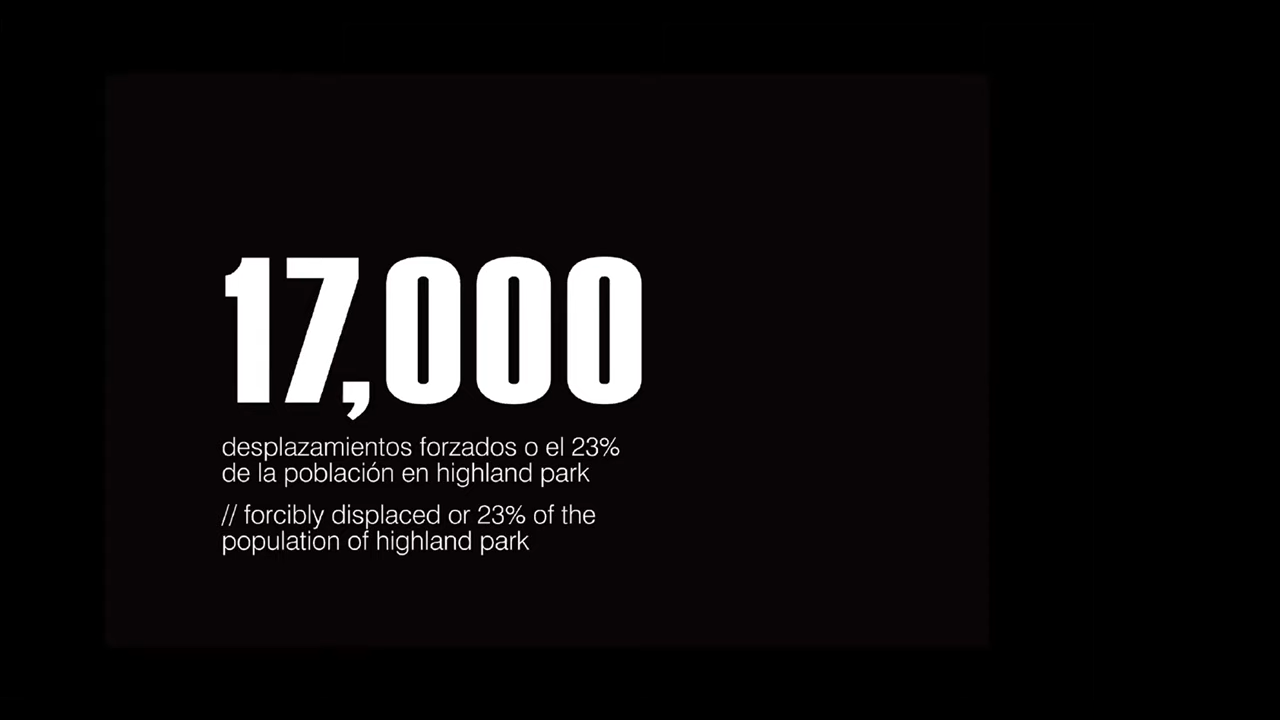 17,000
desplazamientos forzados o el 23%
de la población en highland park
// forcibly displaced or 23% of the
population of highland park